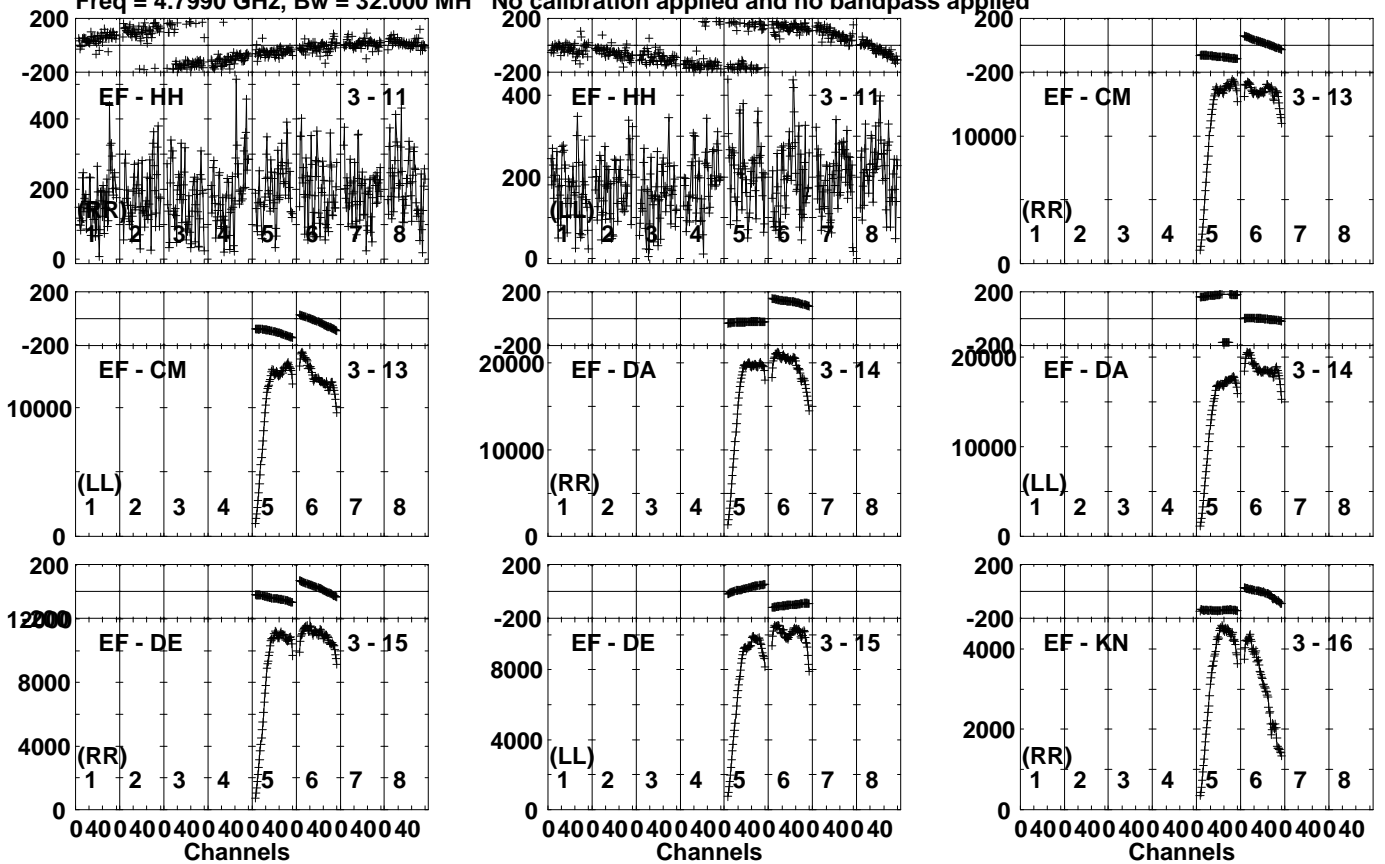 Freq = 4.7990 GHz, Bw = 32.000 MH No calibration applied and no bandpass applied
200
-200
EF - HH 3 - 11
400
200
0
(RR)
1 2 3 4 5 6 7 8
200
-200
EF - HH 3 - 11
400
200
0
(LL)
1 2 3 4 5 6 7 8
200
-200
EF - CM 3 - 13
10000
0
(RR)
1 2 3 4 5 6 7 8
200
-200
EF - CM 3 - 13
10000
0
(LL)
1 2 3 4 5 6 7 8
200
-200
20000
EF - DA 3 - 14
10000
0
(RR)
1 2 3 4 5 6 7 8
200
-200
20000
EF - DA 3 - 14
10000
0
(LL)
1 2 3 4 5 6 7 8
200
-200
12000
EF - DE 3 - 15
8000
4000
0
(RR)
1 2 3 4 5 6 7 8
0 40 0 40 0 40 0 40 0 40 0 40 0 40 0 40
Channels
200
-200
EF - DE 3 - 15
8000
4000
0
(LL)
1 2 3 4 5 6 7 8
0 40 0 40 0 40 0 40 0 40 0 40 0 40 0 40
Channels
200
-200
EF - KN 3 - 16
4000
2000
0
(RR)
1 2 3 4 5 6 7 8
0 40 0 40 0 40 0 40 0 40 0 40 0 40 0 40
Channels